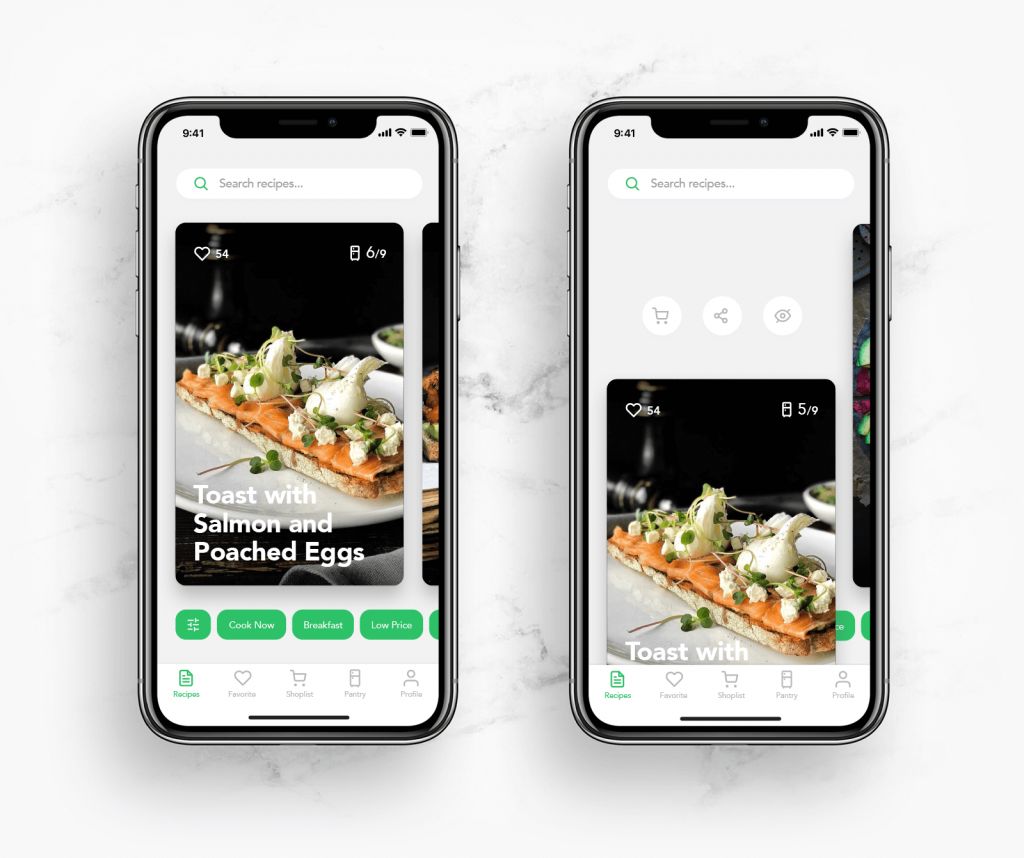 9:41
Search recipes...
54
6/9
Toast with
Salmon and
Poached Eggs
Cook Now
Breakfast
Low Price
Recipes
Favorite
Shoplist
Pantry
Profile
9:41
Search recipes...
54
5/9
Toast with
ce
Recipes
Favorite
Shoplist
Pantry
Profile